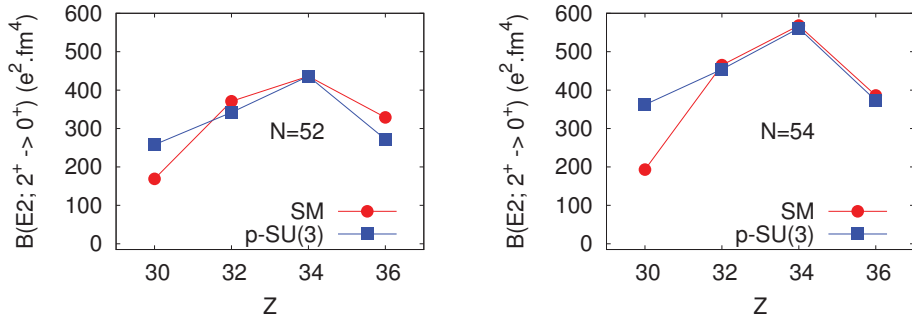 B(E2; 2+ -> 0+) (e2.fm4)
600
500
400
300
200
100
0
N=52
SM
p-SU(3)
30 32 34 36
Z
B(E2; 2+ -> 0+) (e2.fm4)
600
500
400
300
200
100
0
N=54
SM
p-SU(3)
30 32 34 36
Z